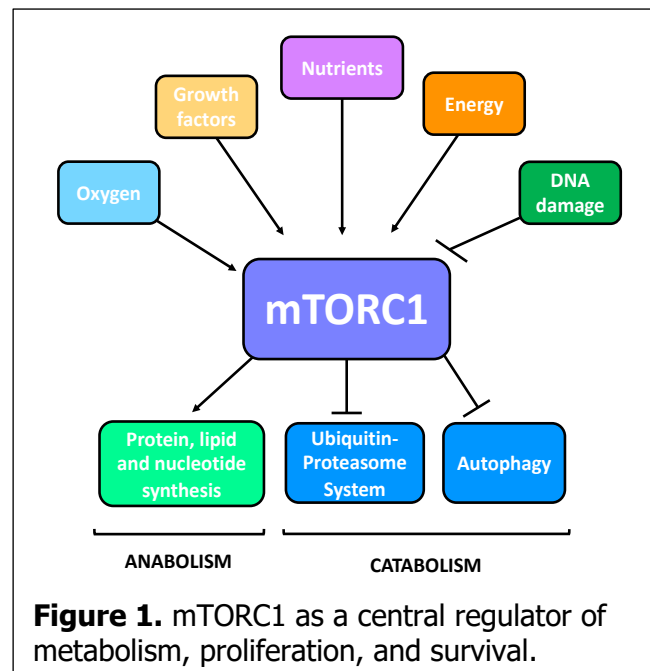 Nutrients
Growth
factors
Energy
Oxygen
DNA
damage
mTORC1
Protein, lipid
and nucleotide
synthesis
Ubiquitin-
Proteasome
System
Autophagy
ANABOLISM
CATABOLISM
Figure 1. mTORC1 as a central regulator of
metabolism, proliferation, and survival.